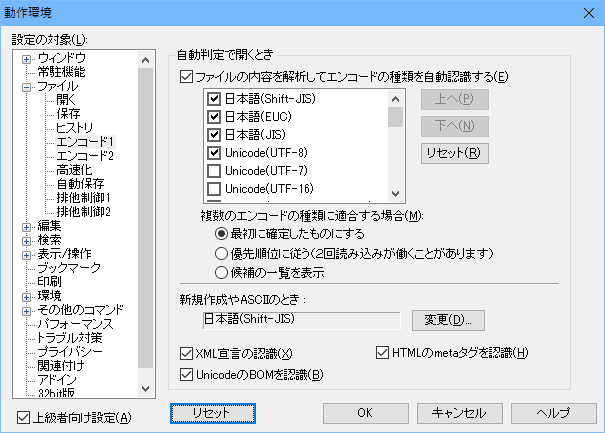 動作環境
設定の対象(L):
ウィンドウ
常駐機能
ファイル
開く
保存
ヒストリ
エンコード1
エンコード2
高速化
自動保存
排他制御1
排他制御2
編集
検索
表示/操作
ブックマーク
印刷
環境
その他のコマンド
パフォーマンス
トラブル対策
プライバシー
関連付け
アドイン
32bit版
上級者向け設定(A)
自動判定で開くとき
ファイルの内容を解析してエンコードの種類を自動認識する(E)
日本語(Shift-JIS)
日本語(EUC)
日本語(JIS)
Unicode(UTF-8)
Unicode(UTF-7)
Unicode(UTF-16)
上へ(P)
下へ(N)
リセット(R)
複数のエンコードの種類に適合する場合(M):
最初に確定したものにする
優先順位に従う(2回読み込みが働くことがあります)
候補の一覧を表示
新規作成やASCIIのとき:
日本語(Shift-JIS)
変更(D)...
XML宣言の認識(X)
HTMLのmetaタグを認識(H)
UnicodeのBOMを認識(B)
リセット
OK
キャンセル
ヘルプ